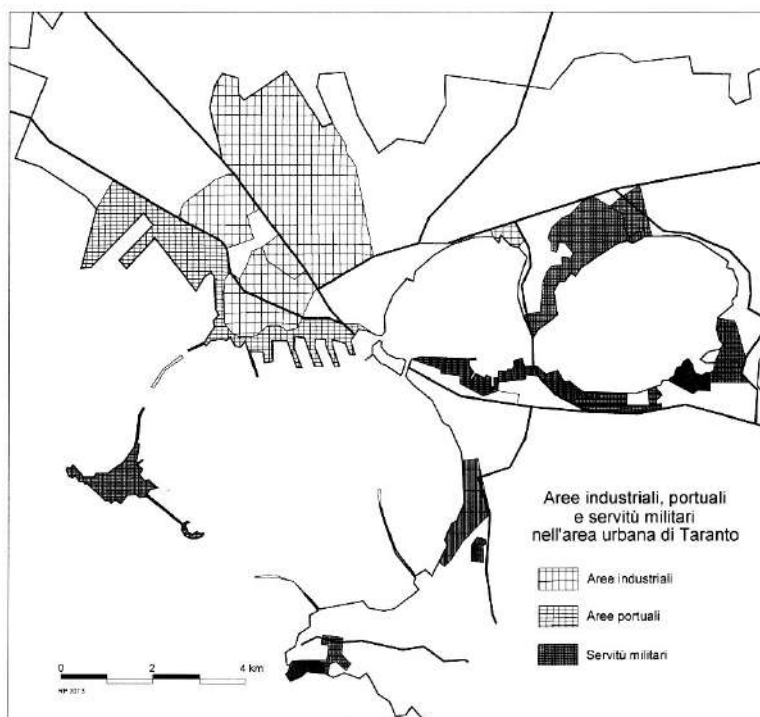 Aree industriali, portuali
e servitù militari
nell'area urbana di Taranto
Aree industriali
Aree portuali
Servitù militari
0 2 4 km